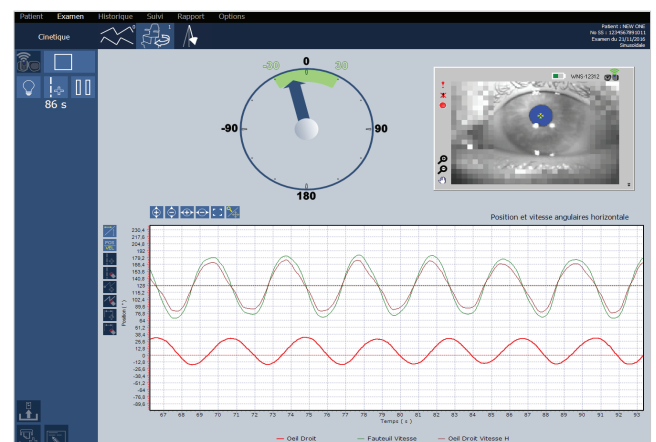 Patient Examen Historique Suivi Rapport Options
Patient : NEW ONE
No SS : 1234567891011
Examen du 21/11/2016
Sinusoïdale
Cinetique
86 s
-30 0 30
-90 90
180
WNS-12312
Position et vitesse angulaires horizontale
Position (°)
230,4
217,6
204,8
192
179,2
166,4
153,6
140,8
128
115,2
102,4
89,6
76,8
64
51,2
38,4
25,6
12,8
0
-12,8
-25,6
-38,4
-51,2
-64
-76,8
-89,6
67 68 69 70 71 72 73 74 75 76 77 78 79 80 81 82 83 84 85 86 87 88 89 90 91 92 93
Temps ( s )
Oeil Droit Fauteuil Vitesse Oeil Droit Vitesse H